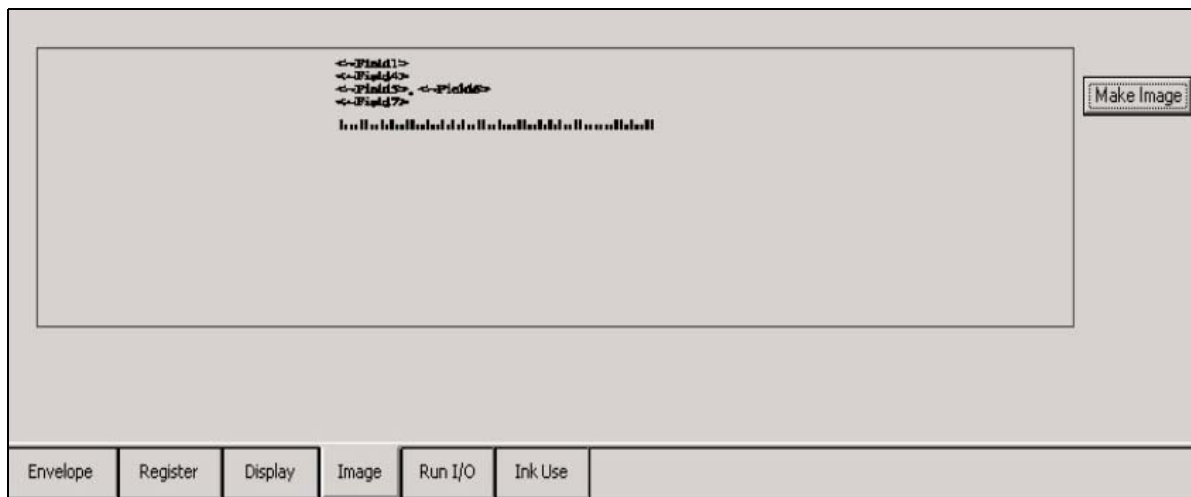 <~Field1>
<~Field4>
<~Field5>, <~Field6>
<~Field7>
Make Image
Envelope Register Display Image Run I/O Ink Use